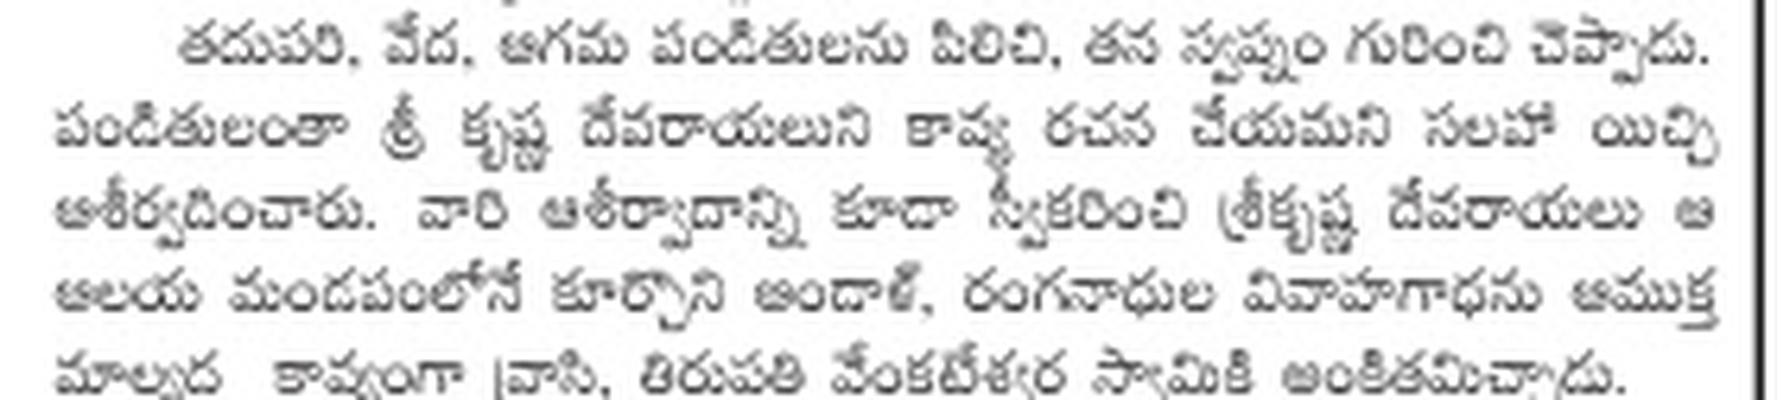 తదుపరి, వేద, ఆగమ పండితులను పిలిచి, తన స్వప్నం గురించి చెప్పాడు.
పండితులంతా శ్రీ కృష్ణ దేవరాయలుని కావ్య రచన చేయమని సలహా యిచ్చి
ఆశీర్వదించారు. వారి ఆశీర్వాదాన్ని కూడా స్వీకరించి శ్రీకృష్ణ దేవరాయలు ఆ
ఆలయ మండపంలోనే కూర్చొని ఆండాళ్, రంగనాధుల వివాహగాధను ఆముక్త
మాల్యద కావ్యంగా వ్రాసి, తిరుపతి వేంకటేశ్వర స్వామికి అంకితమిచ్చాడు.